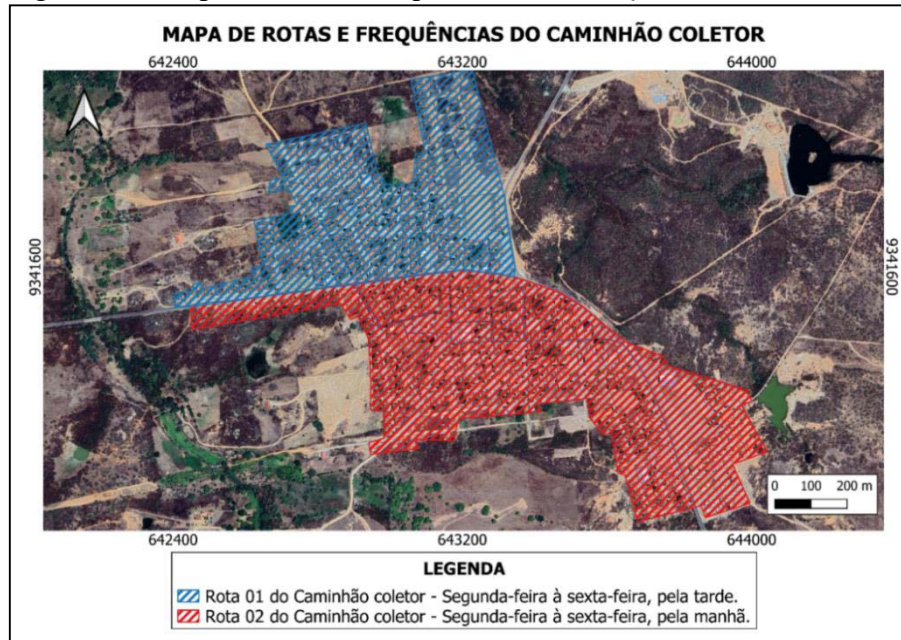 MAPA DE ROTAS E FREQUÊNCIAS DO CAMINHÃO COLETOR
642400 643200 644000
9341600 9341600
0 100 200 m
642400 643200 644000
LEGENDA
Rota 01 do Caminhão coletor - Segunda-feira à sexta-feira, pela tarde.
Rota 02 do Caminhão coletor - Segunda-feira à sexta-feira, pela manhã.